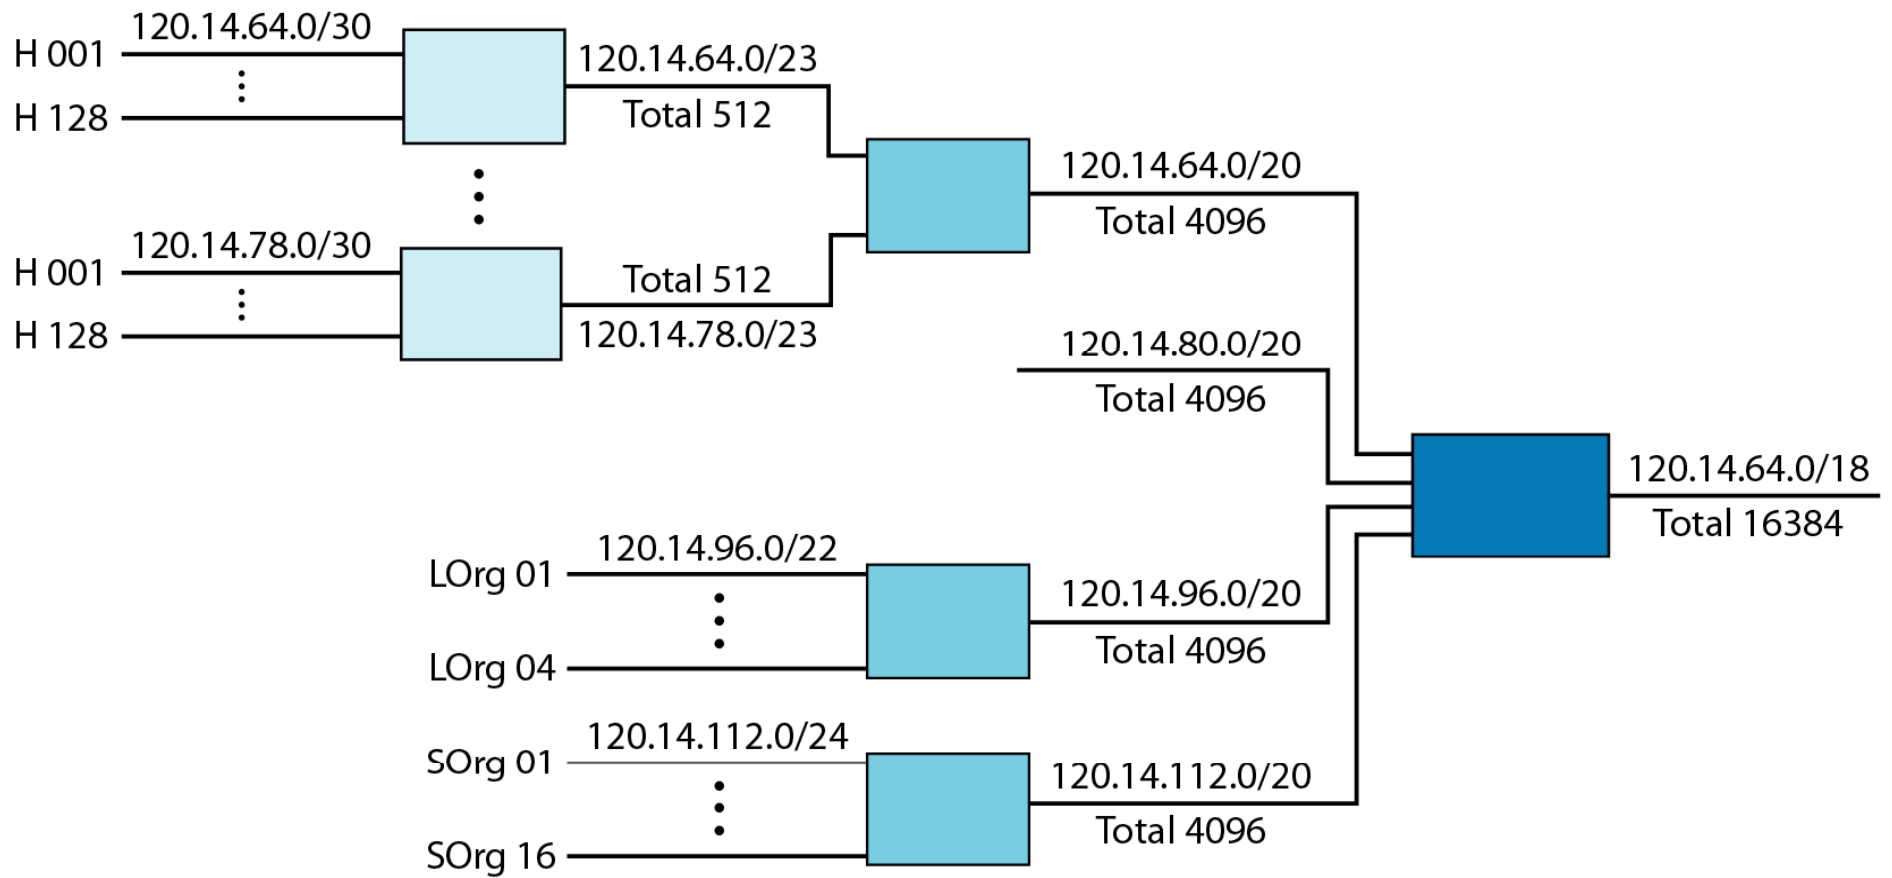 120.14.64.0/30
H 001
H 128
120.14.64.0/23
Total 512
120.14.78.0/30
H 001
H 128
Total 512
120.14.78.0/23
120.14.64.0/20
Total 4096
120.14.80.0/20
Total 4096
120.14.64.0/18
Total 16384
120.14.96.0/22
LOrg 01
LOrg 04
120.14.96.0/20
Total 4096
120.14.112.0/24
SOrg 01
SOrg 16
120.14.112.0/20
Total 4096